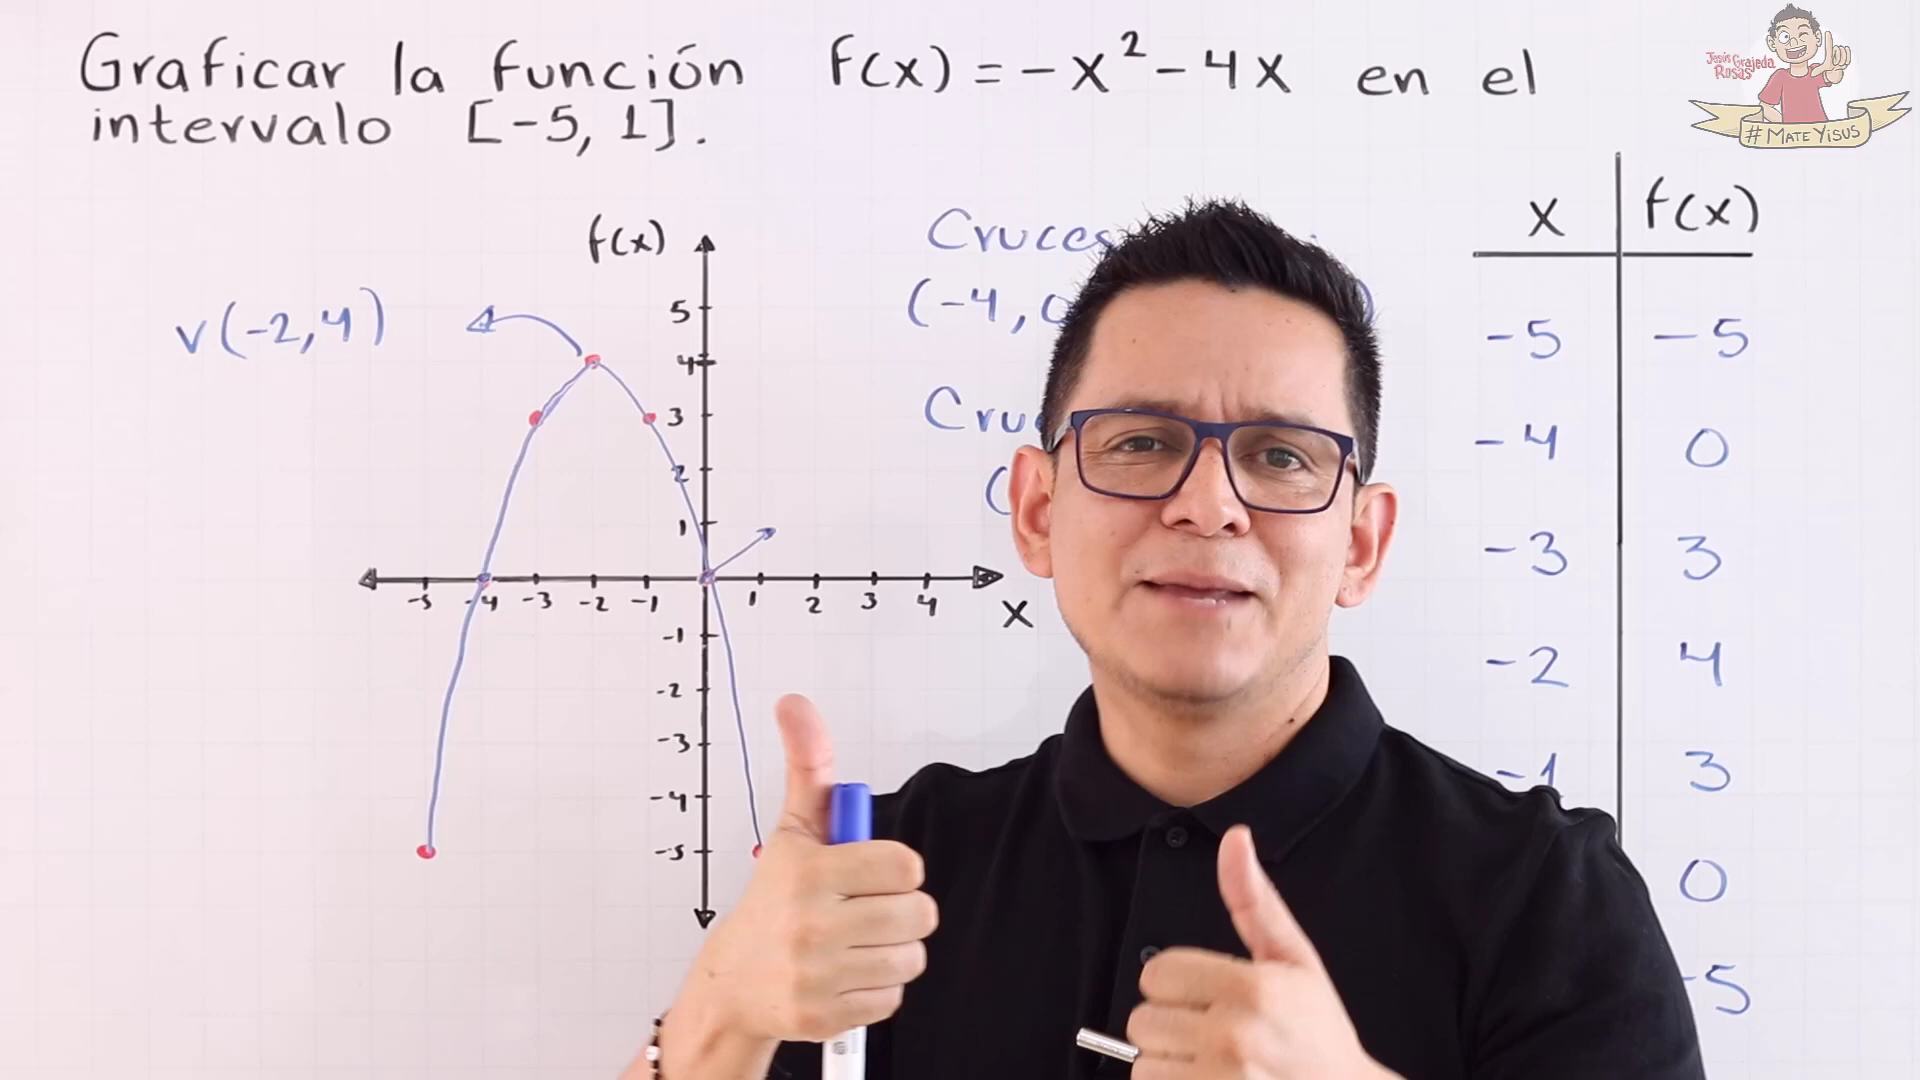 Graficar la función f(x) = -x² - 4x en el
intervalo [-5, 1].
Jesús Grajeda
Rosas
# MATEYISUS
f(x)
v(-2,4)
5
4
3
2
1
-5 -4 -3 -2 -1 1 2 3 4
x
-1
-2
-3
-4
-5
Cruces
(-4,
x f(x)
-5 -5
-4 0
-3 3
-2 4
-1 3
0
-5